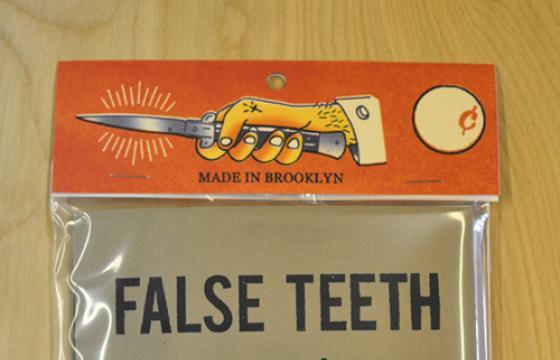 MADE IN BROOKLYN
FALSE TEETH